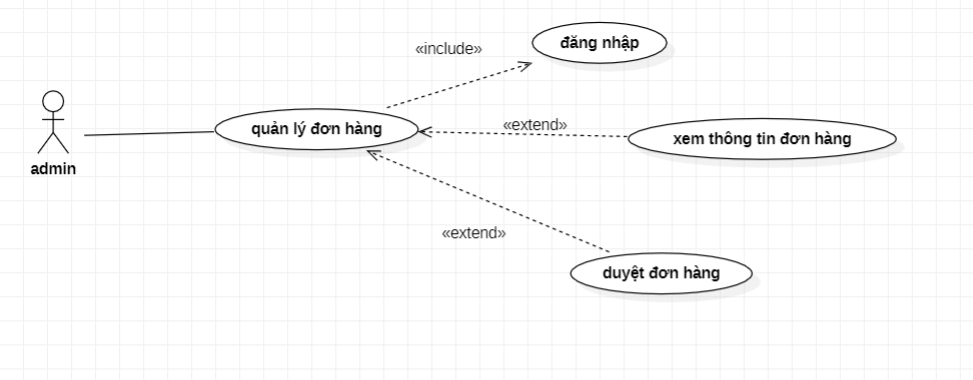 đăng nhập
«include»
quản lý đơn hàng
«extend»
xem thông tin đơn hàng
admin
«extend»
duyệt đơn hàng